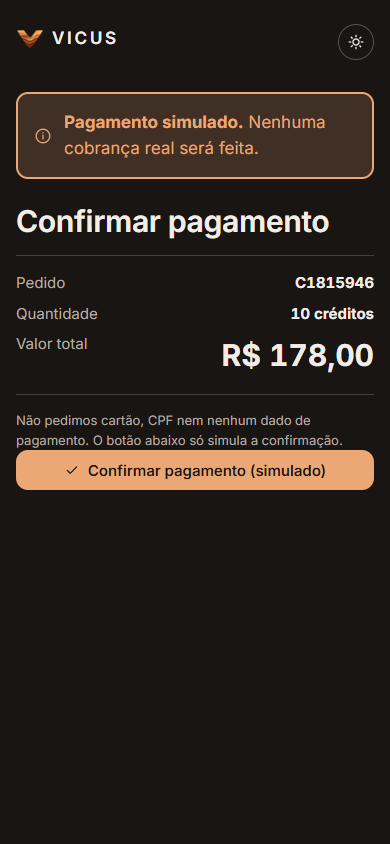 VICUS
Pagamento simulado. Nenhuma
cobrança real será feita.
Confirmar pagamento
Pedido C1815946
Quantidade 10 créditos
Valor total R$ 178,00
Não pedimos cartão, CPF nem nenhum dado de
pagamento. O botão abaixo só simula a confirmação.
Confirmar pagamento (simulado)